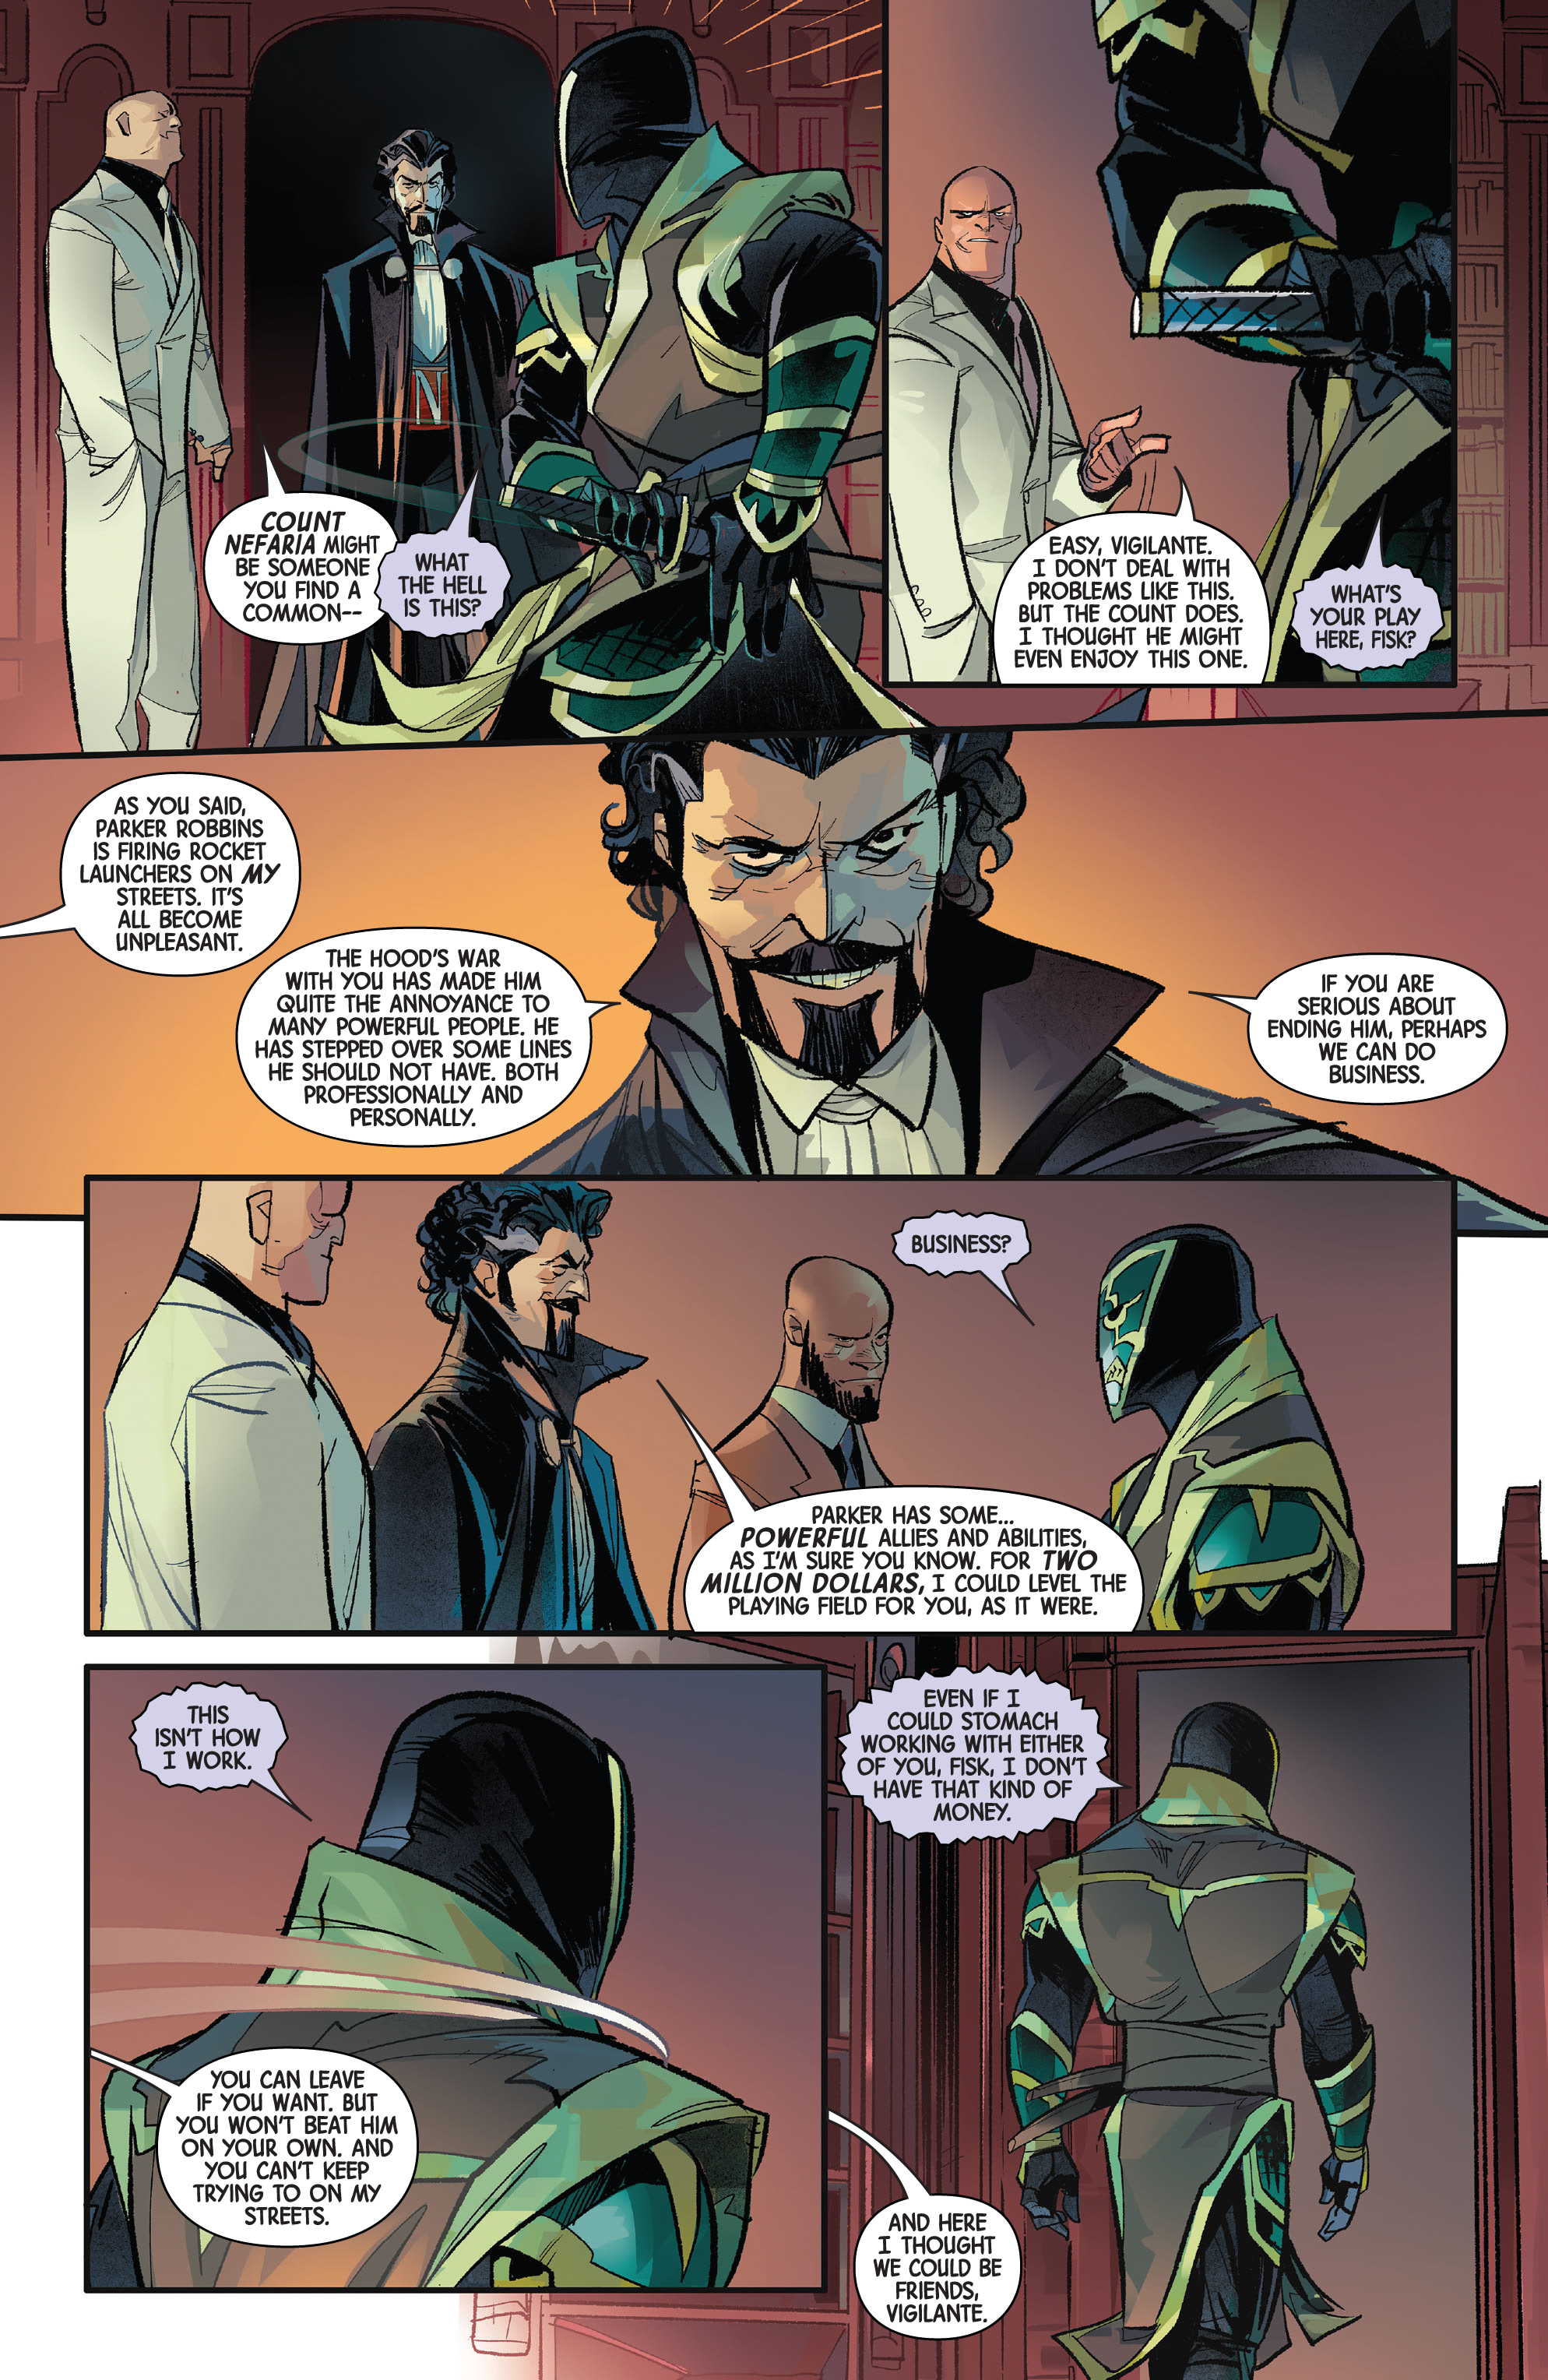 N
COUNT
NEFARIA MIGHT
BE SOMEONE
YOU FIND A
COMMON--
WHAT
THE HELL
IS THIS?
EASY, VIGILANTE.
I DON'T DEAL WITH
PROBLEMS LIKE THIS.
BUT THE COUNT DOES.
I THOUGHT HE MIGHT
EVEN ENJOY THIS ONE.
WHAT'S
YOUR PLAY
HERE, FISK?
AS YOU SAID,
PARKER ROBBINS
IS FIRING ROCKET
LAUNCHERS ON MY
STREETS. IT'S
ALL BECOME
UNPLEASANT.
THE HOOD'S WAR
WITH YOU HAS MADE HIM
QUITE THE ANNOYANCE TO
MANY POWERFUL PEOPLE. HE
HAS STEPPED OVER SOME LINES
HE SHOULD NOT HAVE. BOTH
PROFESSIONALLY AND
PERSONALLY.
IF YOU ARE
SERIOUS ABOUT
ENDING HIM, PERHAPS
WE CAN DO
BUSINESS.
BUSINESS?
PARKER HAS SOME...
POWERFUL ALLIES AND ABILITIES,
AS I'M SURE YOU KNOW. FOR TWO
MILLION DOLLARS, I COULD LEVEL THE
PLAYING FIELD FOR YOU, AS IT WERE.
THIS
ISN'T HOW
I WORK.
YOU CAN LEAVE
IF YOU WANT. BUT
YOU WON'T BEAT HIM
ON YOUR OWN. AND
YOU CAN'T KEEP
TRYING TO ON MY
STREETS.
EVEN IF I
COULD STOMACH
WORKING WITH EITHER
OF YOU, FISK, I DON'T
HAVE THAT KIND OF
MONEY.
AND HERE
I THOUGHT
WE COULD BE
FRIENDS,
VIGILANTE.